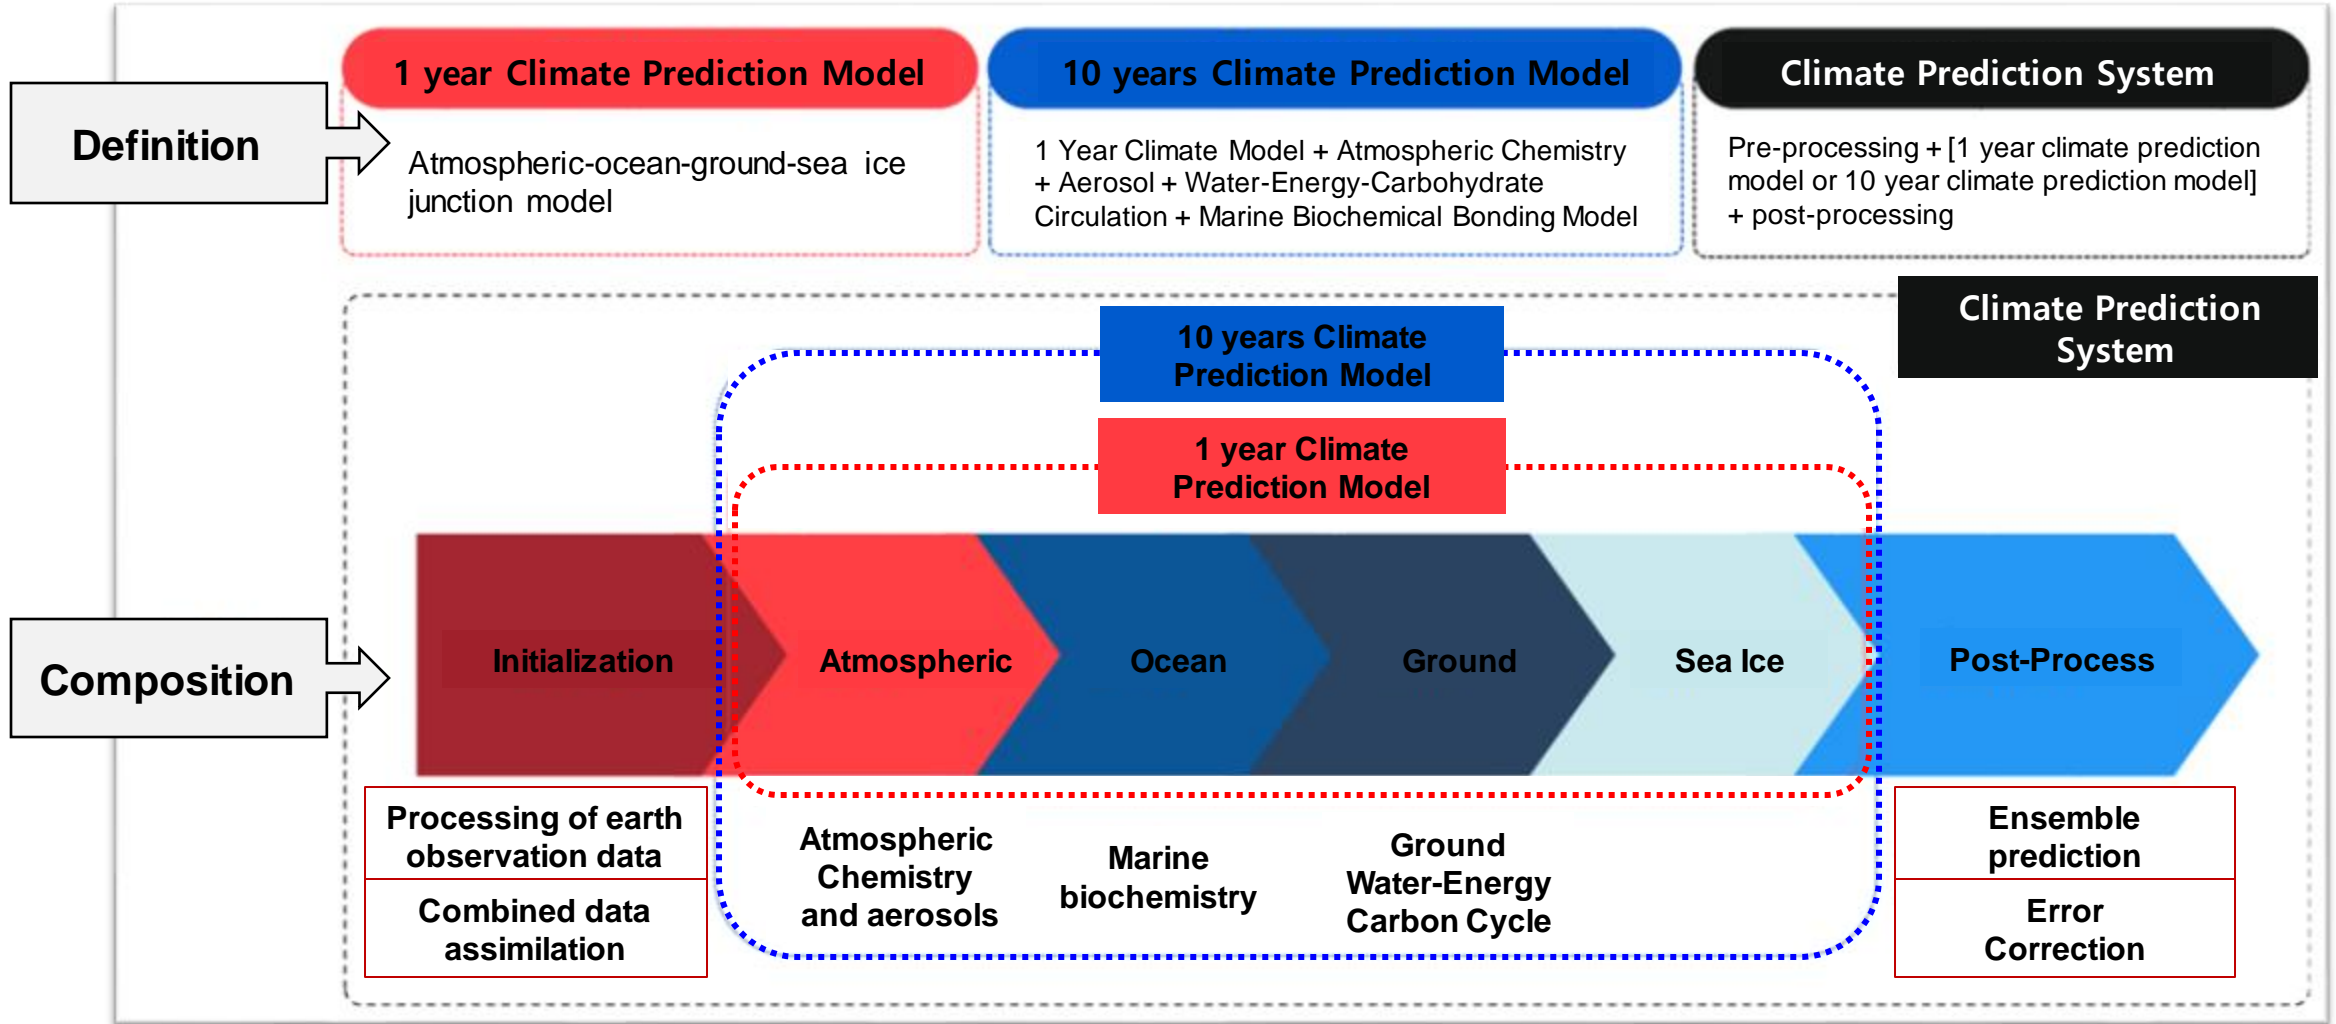 1 year Climate Prediction Model
10 years Climate Prediction Model
Climate Prediction System
Definition
Atmospheric-ocean-ground-sea ice
junction model
1 Year Climate Model + Atmospheric Chemistry
+ Aerosol + Water-Energy-Carbohydrate
Circulation + Marine Biochemical Bonding Model
Pre-processing + [1 year climate prediction
model or 10 year climate prediction model]
+ post-processing
Climate Prediction
System
10 years Climate
Prediction Model
1 year Climate
Prediction Model
Composition
Initialization
Atmospheric
Ocean
Ground
Sea Ice
Post-Process
Processing of earth
observation data
Combined data
assimilation
Atmospheric
Chemistry
and aerosols
Marine
biochemistry
Ground
Water-Energy
Carbon Cycle
Ensemble
prediction
Error
Correction